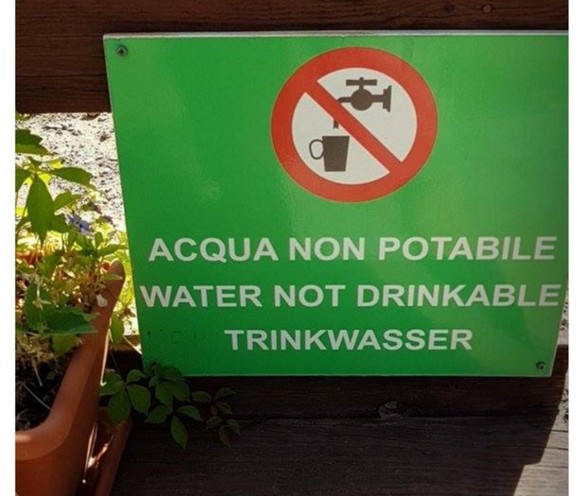 ACQUA NON POTABILE
WATER NOT DRINKABLE
TRINKWASSER